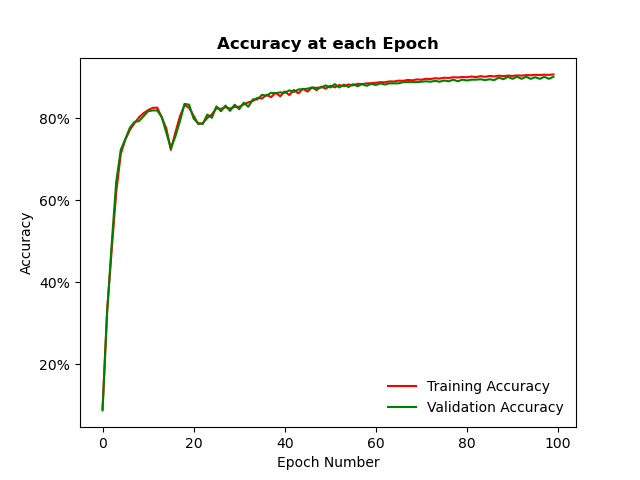 Accuracy at each Epoch
80%
60%
40%
20%
Accuracy
Training Accuracy
Validation Accuracy
0 20 40 60 80 100
Epoch Number